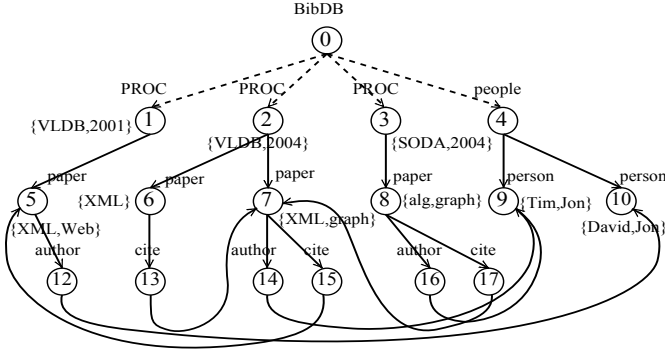 BibDB
0
PROC PROC PROC people
1 2 3 4
{VLDB,2001} {VLDB,2004} {SODA,2004}
paper paper paper paper person person
5 6 7 8 9 10
{XML} {alg,graph} {Tim,Jon}
{XML,Web} {XML,graph} {David,Jon}
author cite author cite author cite
12 13 14 15 16 17